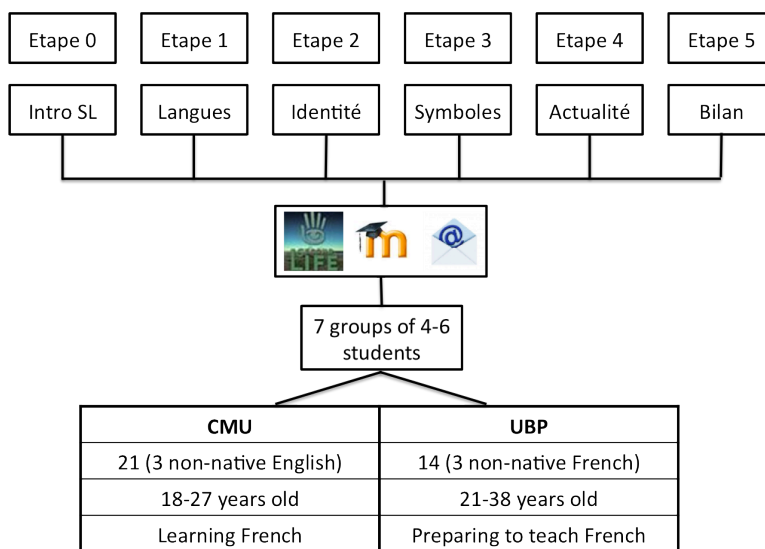 Etape 0
Etape 1
Etape 2
Etape 3
Etape 4
Etape 5
Intro SL
Langues
Identité
Symboles
Actualité
Bilan
LIFE
m
@
7 groups of 4-6
students
CMU
UBP
21 (3 non-native English)
14 (3 non-native French)
18-27 years old
21-38 years old
Learning French
Preparing to teach French